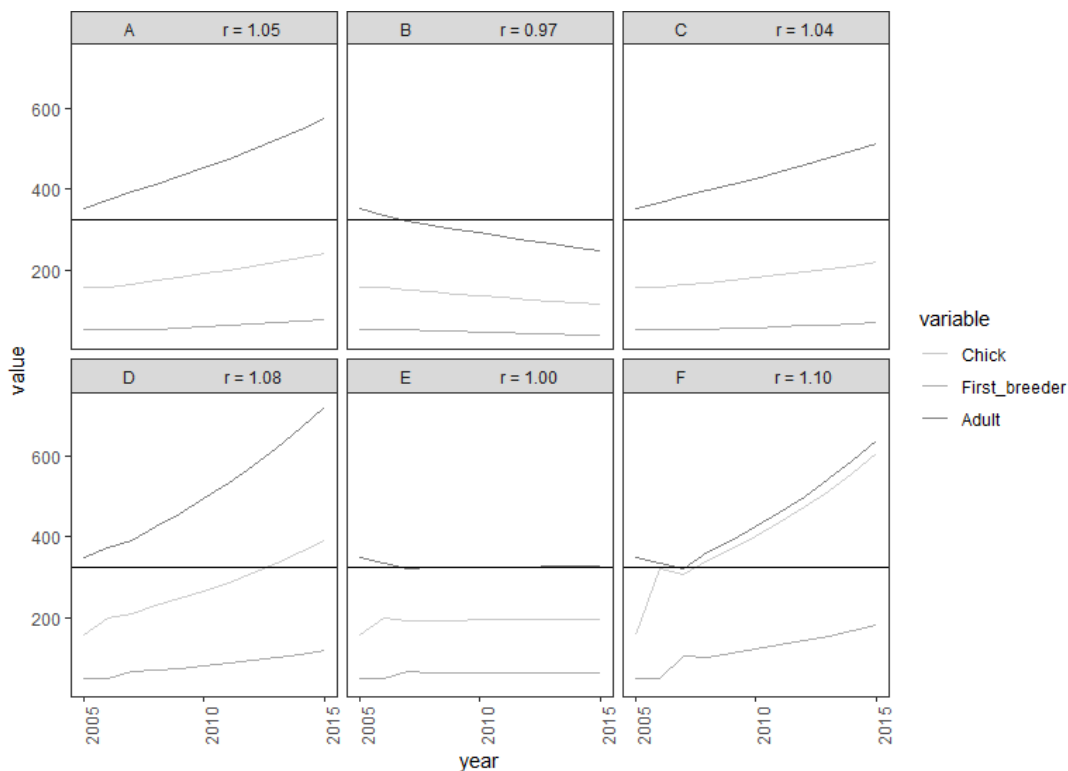 A r = 1.05
B r = 0.97
C r = 1.04
600
400
200
D r = 1.08
E r = 1.00
F r = 1.10
600
400
200
value
2005
2010
2015
2005
2010
2015
2005
2010
2015
year
variable
Chick
First_breeder
Adult